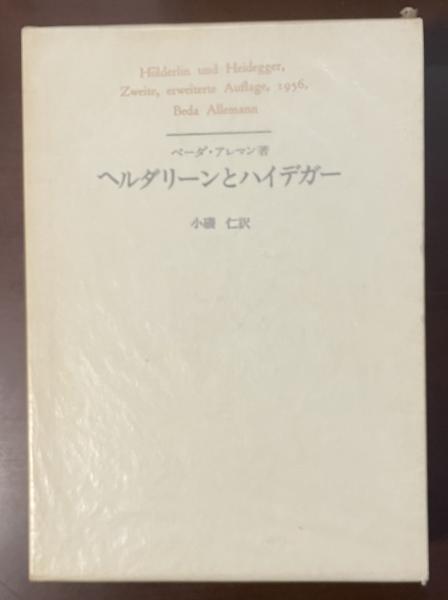 Hölderlin und Heidegger,
Zweite, erweiterte Auflage, 1956,
Beda Allemann
ベーダ・アレマン著
ヘルダリーンとハイデガー
小磯 仁訳